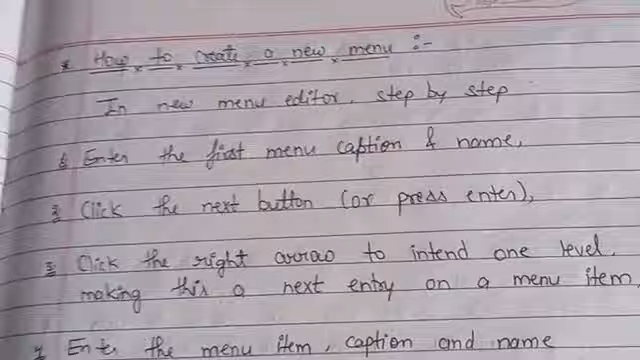 * How to create a new menu :-
In new menu editor, step by step
1. Enter the first menu caption & name,
2. Click the next button (or press enter),
3. Click the right arrow to intend one level.
making this a next entry on a menu item,
4. Enter the menu item, caption and name